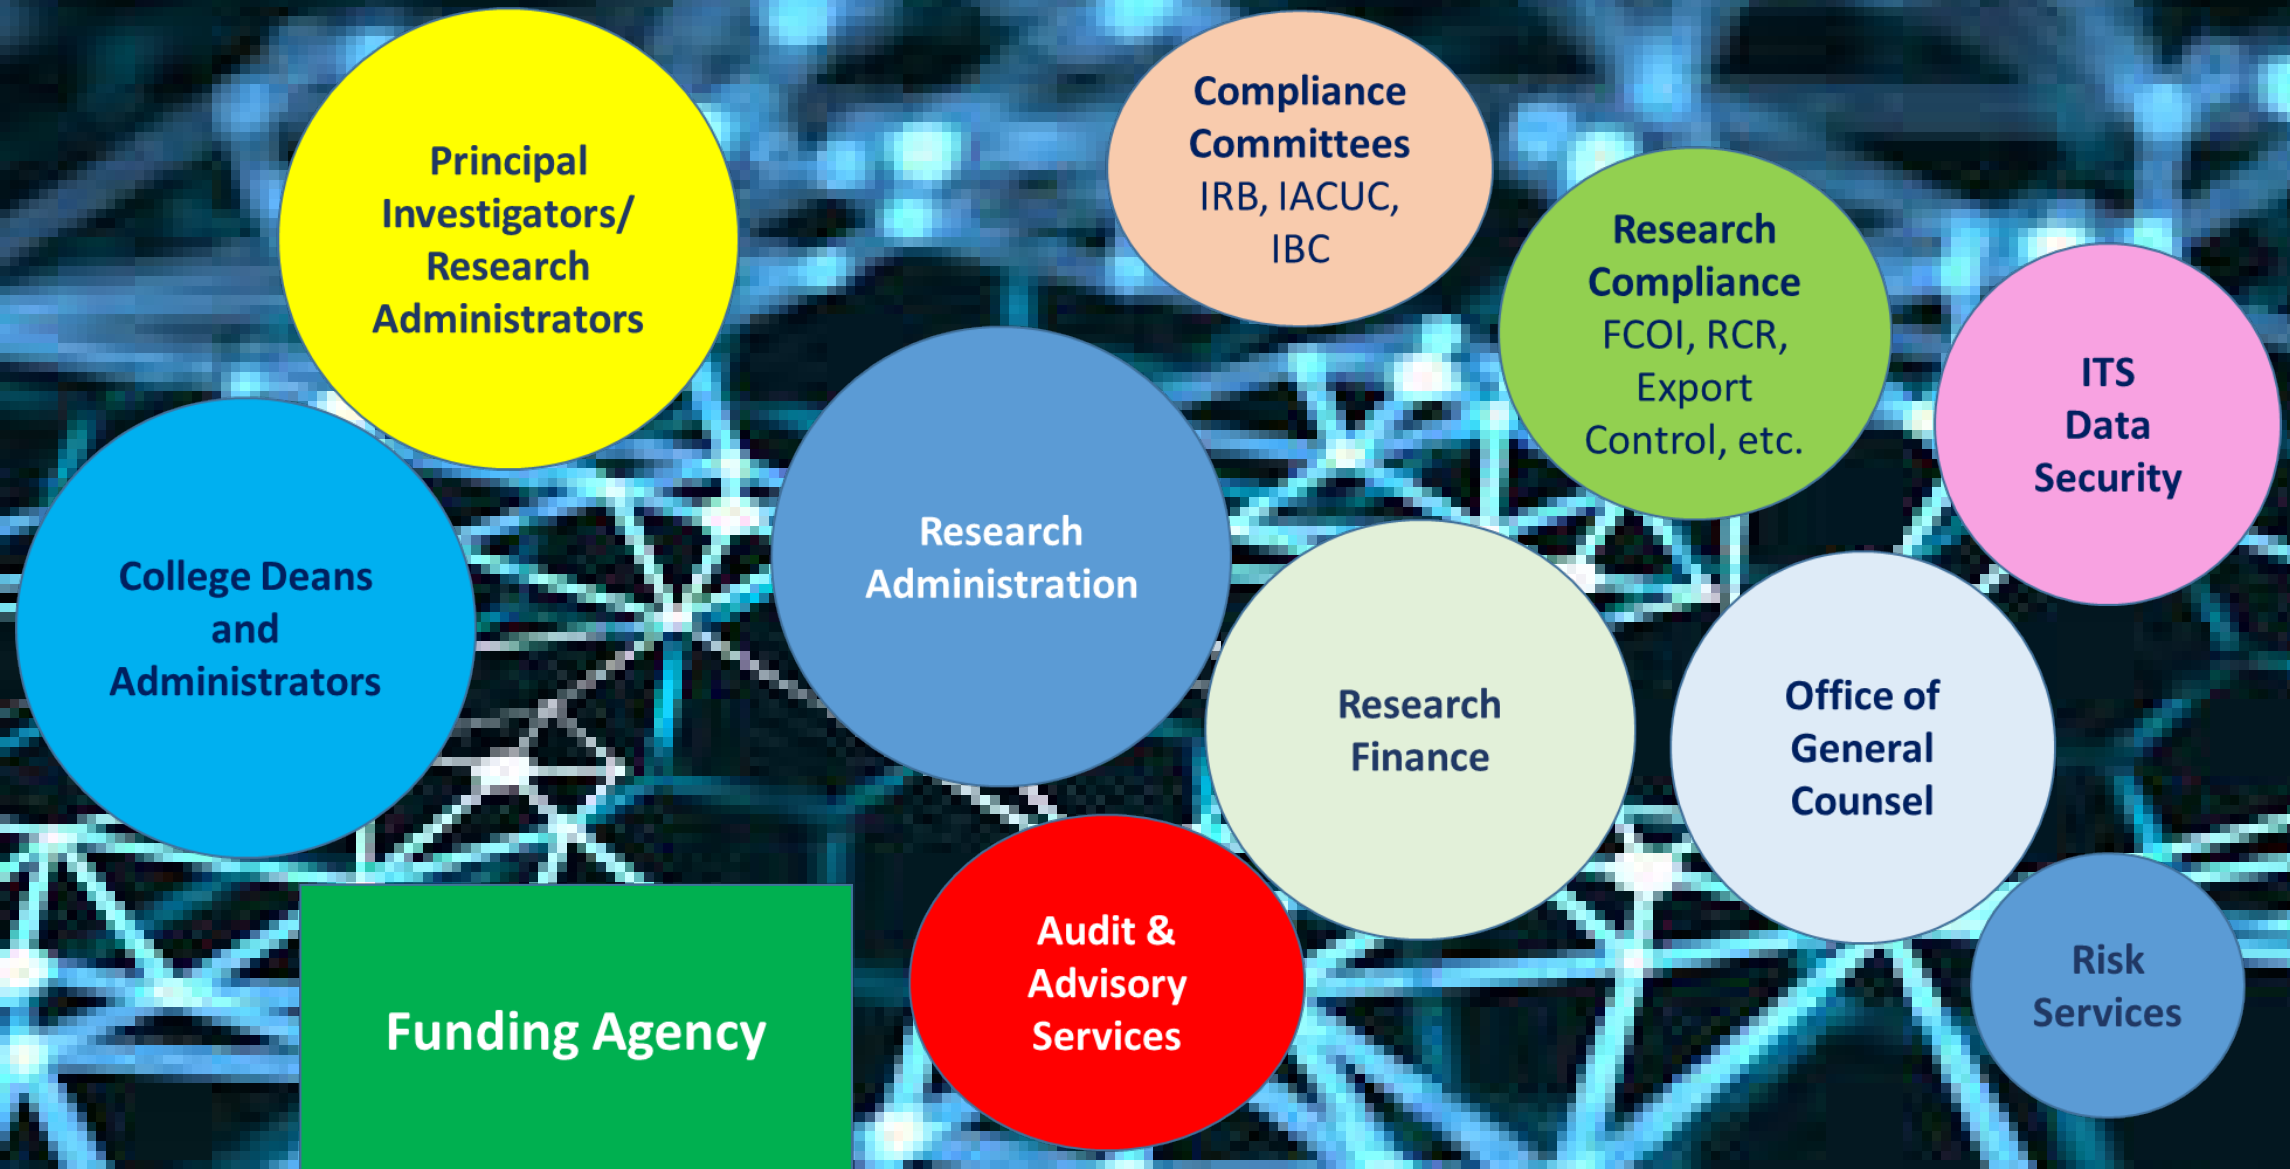 Principal
Investigators/
Research
Administrators
Compliance
Committees
IRB, IACUC,
IBC
Research
Compliance
FCOI, RCR,
Export
Control, etc.
ITS
Data
Security
College Deans
and
Administrators
Research
Administration
Research
Finance
Office of
General
Counsel
Funding Agency
Audit &
Advisory
Services
Risk
Services